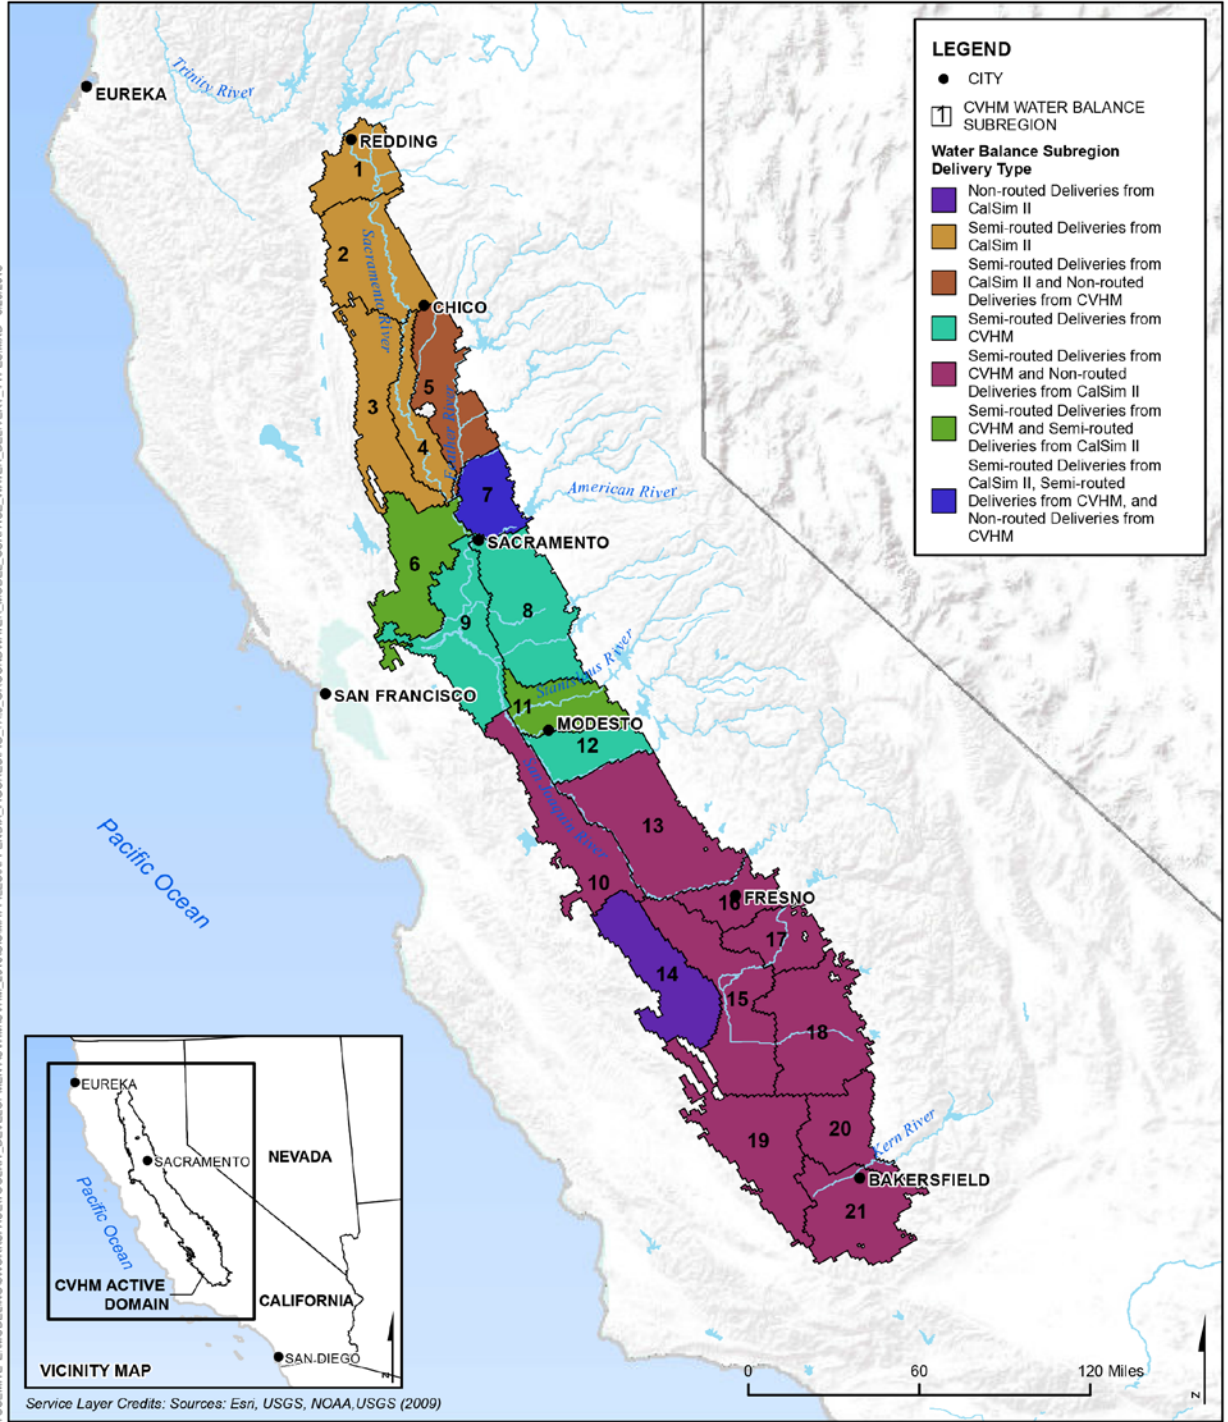 LEGEND
CITY
1
CVHM WATER BALANCE
SUBREGION
Water Balance Subregion
Delivery Type
Non-routed Deliveries from
CalSim II
Semi-routed Deliveries from
CalSim II
Semi-routed Deliveries from
CalSim II and Non-routed
Deliveries from CVHM
Semi-routed Deliveries from
CVHM
Semi-routed Deliveries from
CVHM and Non-routed
Deliveries from CalSim II
Semi-routed Deliveries from
CVHM and Semi-routed
Deliveries from CalSim II
Semi-routed Deliveries from
CalSim II, Semi-routed
Deliveries from CVHM, and
Non-routed Deliveries from
CVHM
Trinity River
EUREKA
REDDING
1
2
Sacramento River
CHICO
5
3
Feather River
4
7
American River
SACRAMENTO
6
8
9
Stanislaus River
SAN FRANCISCO
11
MODESTO
12
San Joaquin River
13
Pacific Ocean
10
16
FRESNO
17
14
15
18
19
20
Kern River
BAKERSFIELD
21
EUREKA
SACRAMENTO
NEVADA
Pacific Ocean
CVHM ACTIVE
DOMAIN
CALIFORNIA
SAN DIEGO
VICINITY MAP
N
0 60 120 Miles
N
Service Layer Credits: Sources: Esri, USGS, NOAA,USGS (2009)